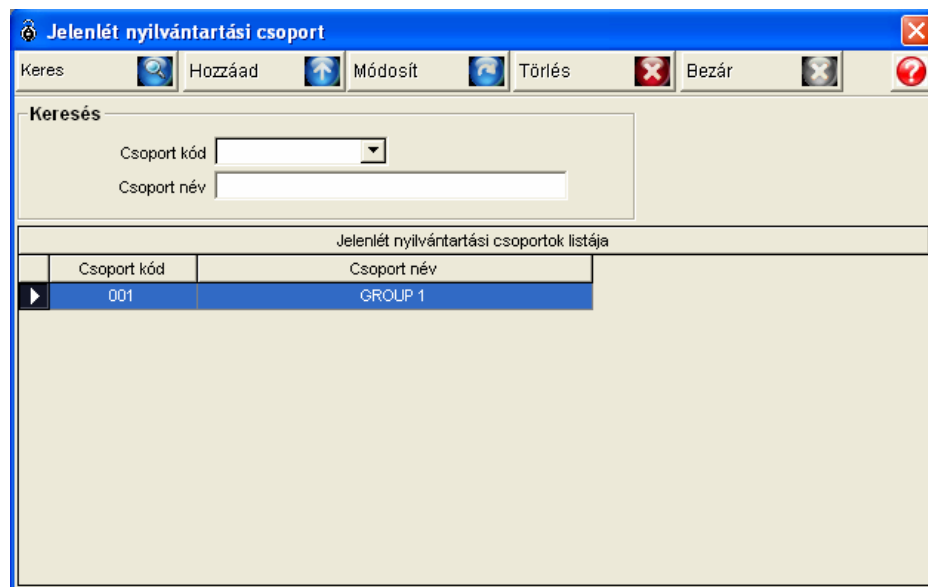 Jelenlét nyilvántartási csoport
Keres Hozzáad Módosít Törlés Bezár ?
Keresés
Csoport kód
Csoport név
Jelenlét nyilvántartási csoportok listája
Csoport kód Csoport név
001 GROUP 1